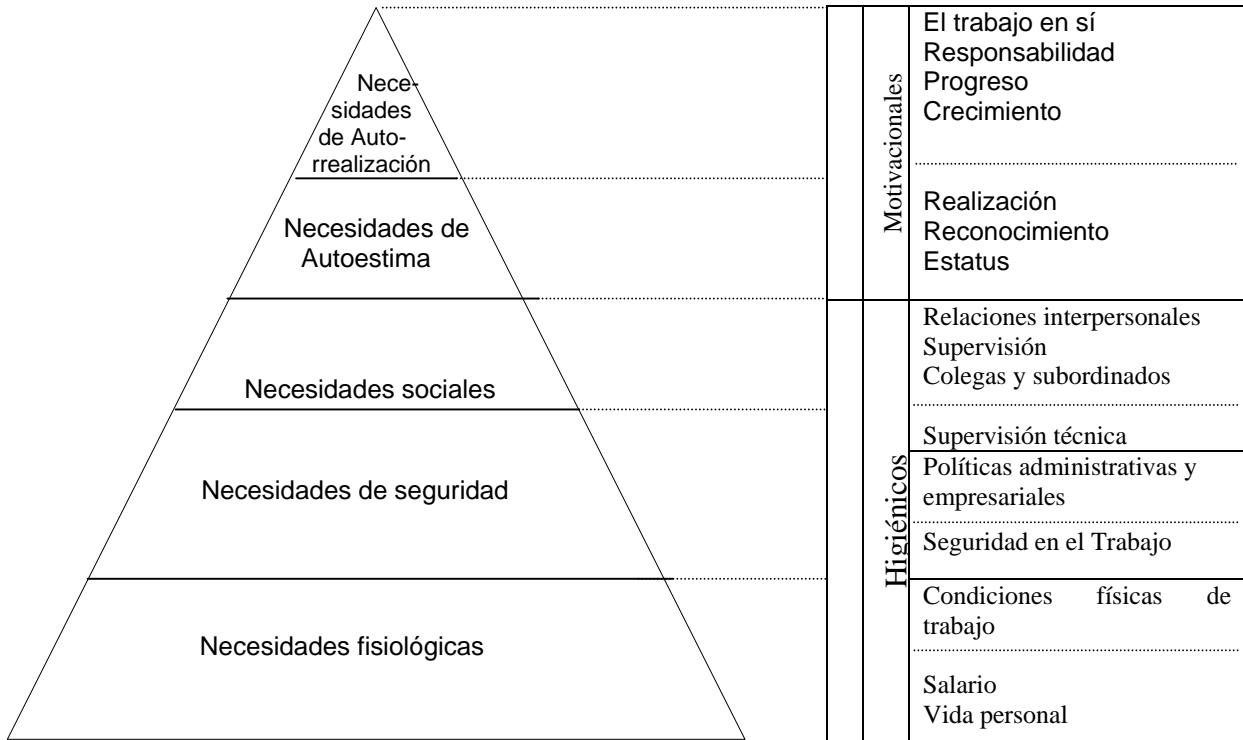 Nece-
sidades
de Auto-
rrealización
Necesidades de
Autoestima
Necesidades sociales
Necesidades de seguridad
Necesidades fisiológicas
Motivacionales
El trabajo en sí
Responsabilidad
Progreso
Crecimiento
Realización
Reconocimiento
Estatus
Higiénicos
Relaciones interpersonales
Supervisión
Colegas y subordinados
Supervisión técnica
Políticas administrativas y
empresariales
Seguridad en el Trabajo
Condiciones físicas de
trabajo
Salario
Vida personal